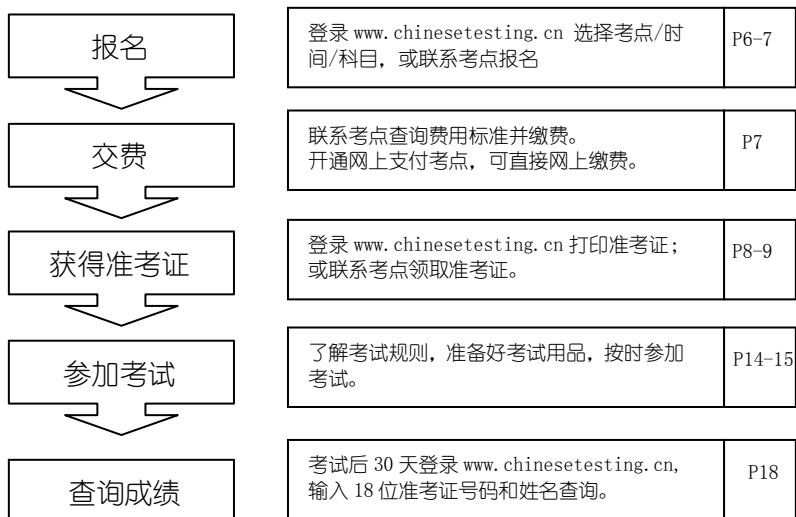 报名
登录 www.chinesetesting.cn 选择考点/时
间/科目，或联系考点报名
P6-7
交费
联系考点查询费用标准并缴费。
开通网上支付考点，可直接网上缴费。
P7
获得准考证
登录 www.chinesetesting.cn 打印准考证；
或联系考点领取准考证。
P8-9
参加考试
了解考试规则，准备好考试用品，按时参加
考试。
P14-15
查询成绩
考试后 30 天登录 www.chinesetesting.cn,
输入 18 位准考证号码和姓名查询。
P18